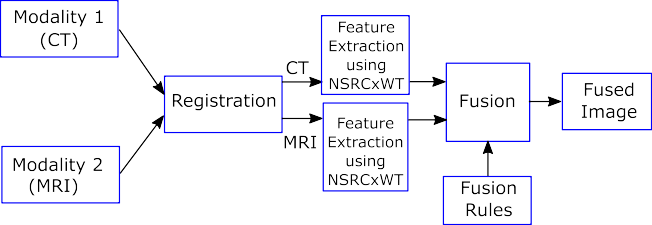 Modality 1
(CT)
Modality 2
(MRI)
Registration
CT
MRI
Feature
Extraction
using
NSRCxWT
Feature
Extraction
using
NSRCxWT
Fusion
Fusion
Rules
Fused
Image